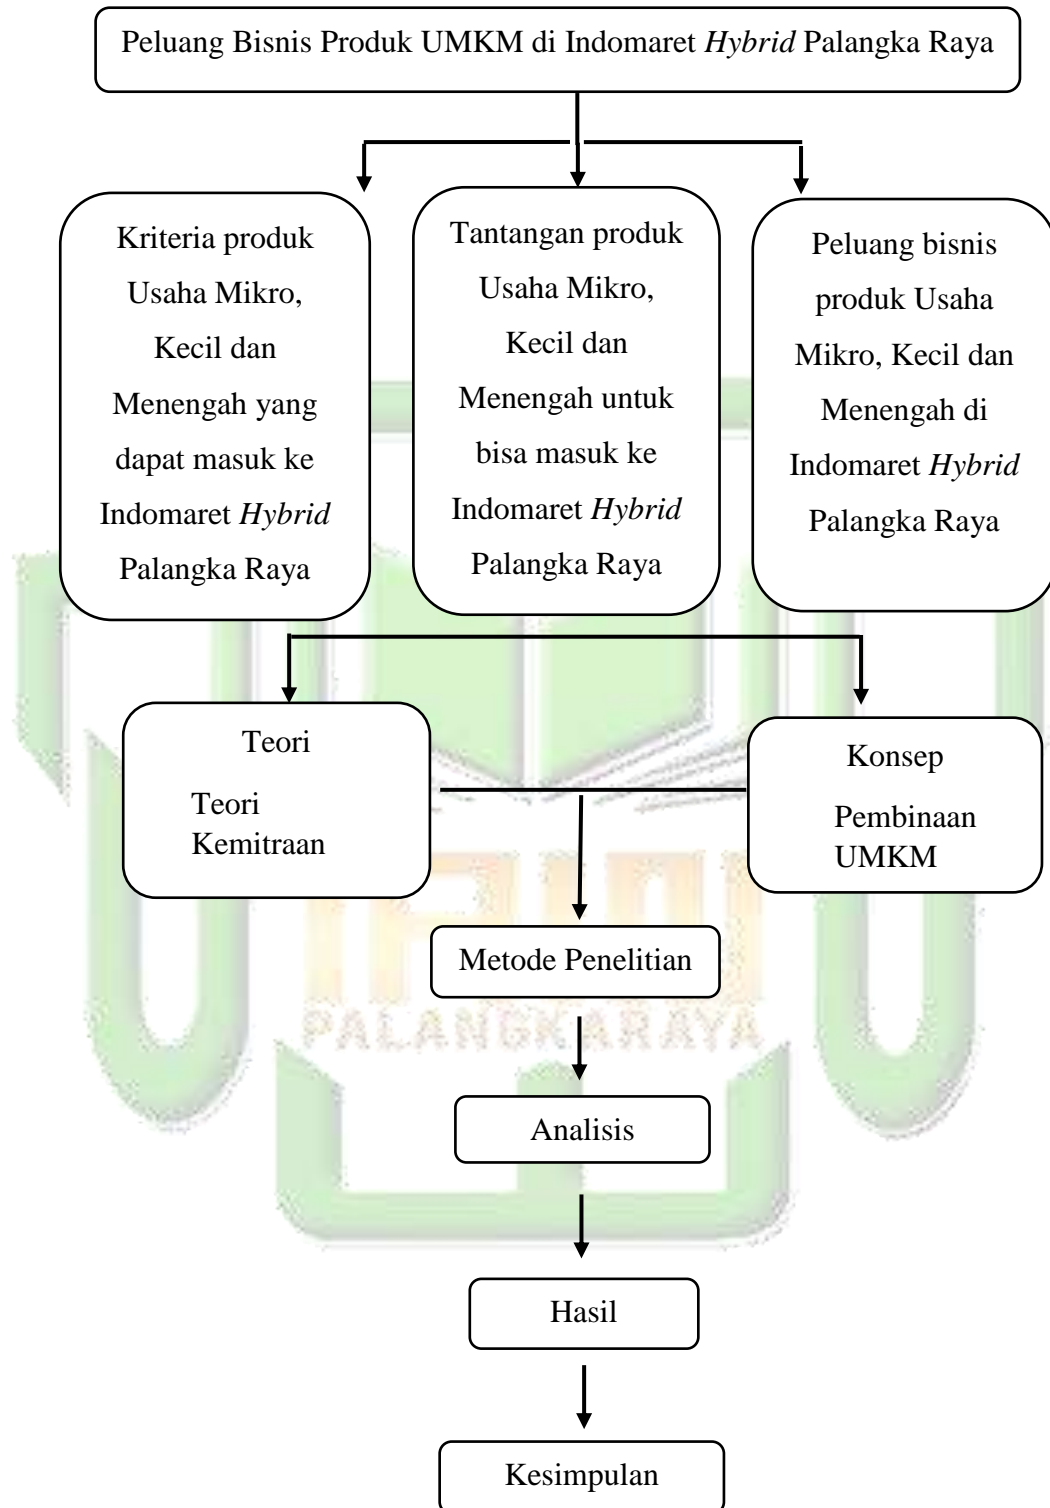 Peluang Bisnis Produk UMKM di Indomaret Hybrid Palangka Raya
Kriteria produk
Usaha Mikro,
Kecil dan
Menengah yang
dapat masuk ke
Indomaret Hybrid
Palangka Raya
Tantangan produk
Usaha Mikro,
Kecil dan
Menengah untuk
bisa masuk ke
Indomaret Hybrid
Palangka Raya
Peluang bisnis
produk Usaha
Mikro, Kecil dan
Menengah di
Indomaret Hybrid
Palangka Raya
Teori
Teori
Kemitraan
Konsep
Pembinaan
UMKM
Metode Penelitian
PALANGKARAYA
Analisis
Hasil
Kesimpulan